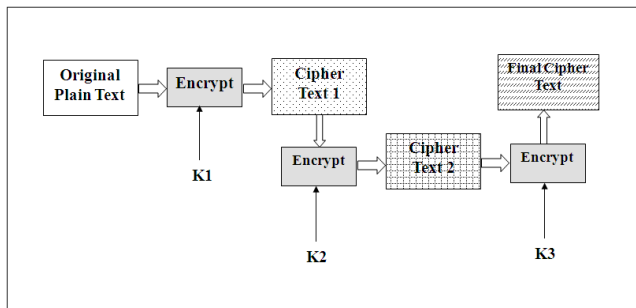 Original
Plain Text
Encrypt
Cipher
Text 1
Final Cipher
Text
Encrypt
Cipher
Text 2
Encrypt
K1
K2
K3